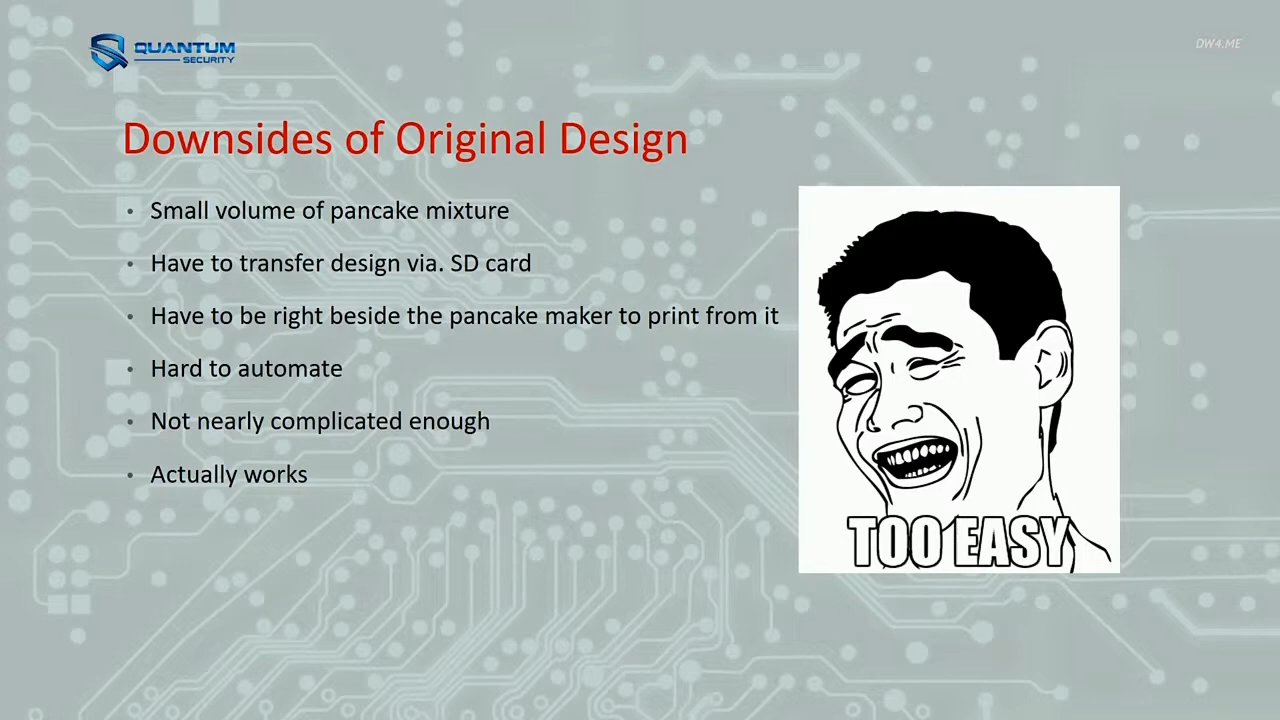 QUANTUM
SECURITY
DW4.ME
Downsides of Original Design
• Small volume of pancake mixture
• Have to transfer design via. SD card
• Have to be right beside the pancake maker to print from it
• Hard to automate
• Not nearly complicated enough
• Actually works
TOO EASY